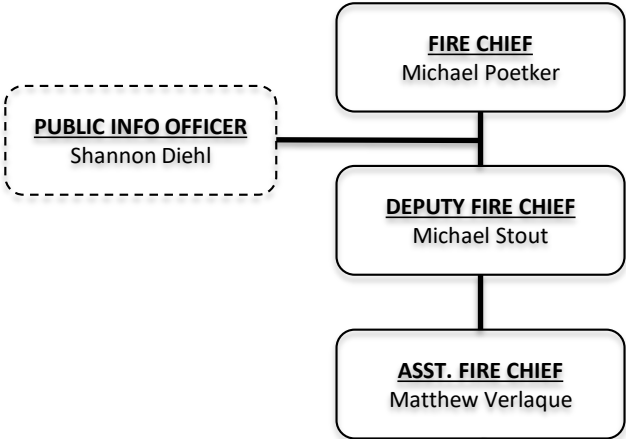 FIRE CHIEF
Michael Poetker
PUBLIC INFO OFFICER
Shannon Diehl
DEPUTY FIRE CHIEF
Michael Stout
ASST. FIRE CHIEF
Matthew Verlaque